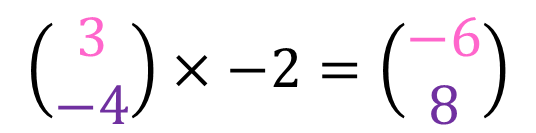 (3) × −2 = (−6)
(−4) (8)